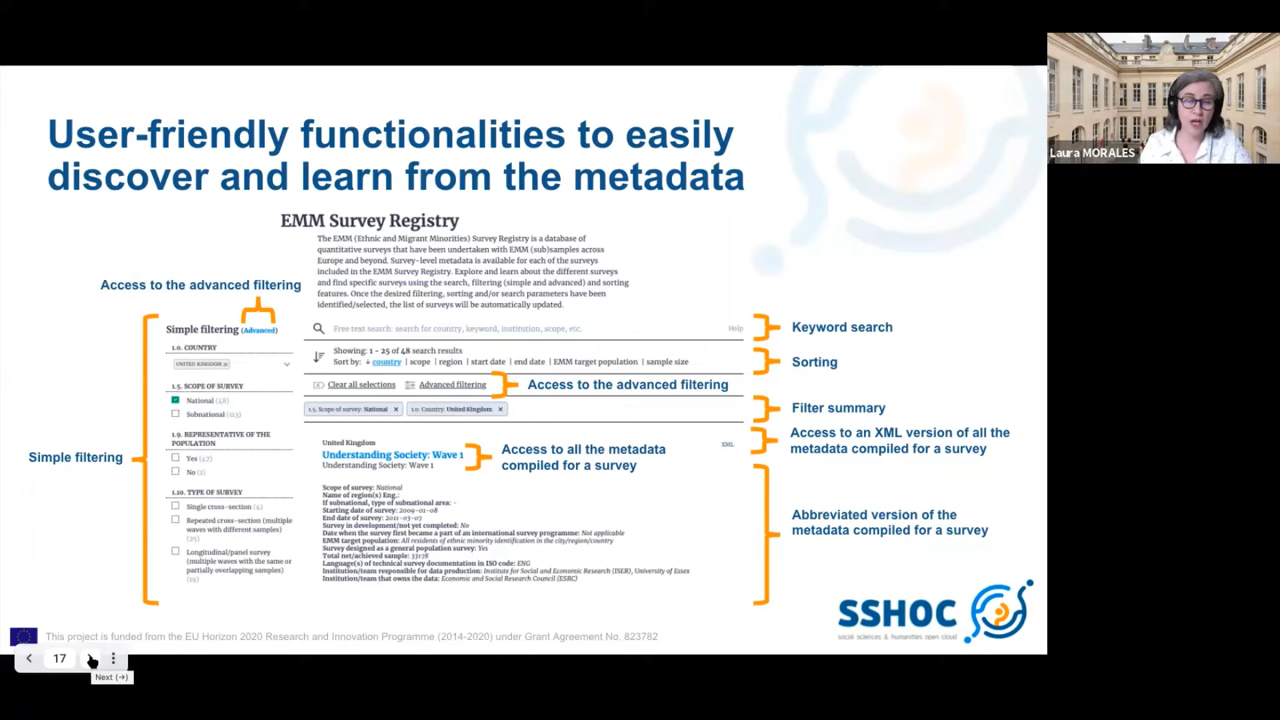 User-friendly functionalities to easily
discover and learn from the metadata
Laura MORALES
EMM Survey Registry
The EMM (Ethnic and Migrant Minorities) Survey Registry is a database of
quantitative surveys that have been undertaken with EMM (sub)samples across
Europe and beyond. Survey-level metadata is available for each of the surveys
included in the EMM Survey Registry. Explore and learn about the different surveys
and find specific surveys using the search, filtering (simple and advanced) and sorting
features. Once the desired filtering, sorting and/or search parameters have been
identified/selected, the list of surveys will be automatically updated.
Access to the advanced filtering
Simple filtering (Advanced)
1.0. COUNTRY
UNITED KINGDOM
1.5. SCOPE OF SURVEY
National (48)
Subnational (113)
1.9. REPRESENTATIVE OF THE
POPULATION
Yes (47)
No (1)
1.10. TYPE OF SURVEY
Single cross-section (4)
Repeated cross-section (multiple
waves with different samples)
(25)
Longitudinal/panel survey
(multiple waves with the same or
partially overlapping samples)
(19)
Simple filtering
Free text search: search for country, keyword, institution, scope, etc.
Help
Keyword search
Showing: 1 - 25 of 48 search results
Sort by: ↓ country | scope | region | start date | end date | EMM target population | sample size
Sorting
Clear all selections
Advanced filtering
Access to the advanced filtering
1.5. Scope of survey: National ×
1.0. Country: United Kingdom ×
Filter summary
United Kingdom
Understanding Society: Wave 1
Understanding Society: Wave 1
Access to all the metadata
compiled for a survey
XML
Access to an XML version of all the
metadata compiled for a survey
Scope of survey: National
Name of region(s) Eng.:
If subnational, type of subnational area: -
Starting date of survey: 2009-01-08
End date of survey: 2011-03-07
Survey in development/not yet completed: No
Date when the survey first became a part of an international survey programme: Not applicable
EMM target population: All residents of ethnic minority identification in the city/region/country
Survey designed as a general population survey: Yes
Total net/achieved sample: 33178
Language(s) of technical survey documentation in ISO code: ENG
Institution/team responsible for data production: Institute for Social and Economic Research (ISER), University of Essex
Institution/team that owns the data: Economic and Social Research Council (ESRC)
Abbreviated version of the
metadata compiled for a survey
SSHOC
social sciences & humanities open cloud
This project is funded from the EU Horizon 2020 Research and Innovation Programme (2014-2020) under Grant Agreement No. 823782
17
Next (→)